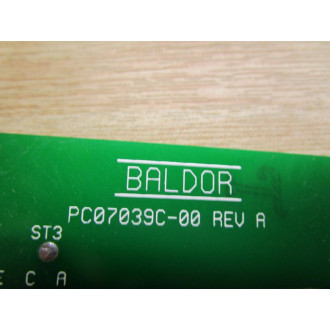 BALDOR
PC07039C-00 REV A
ST3
E C A